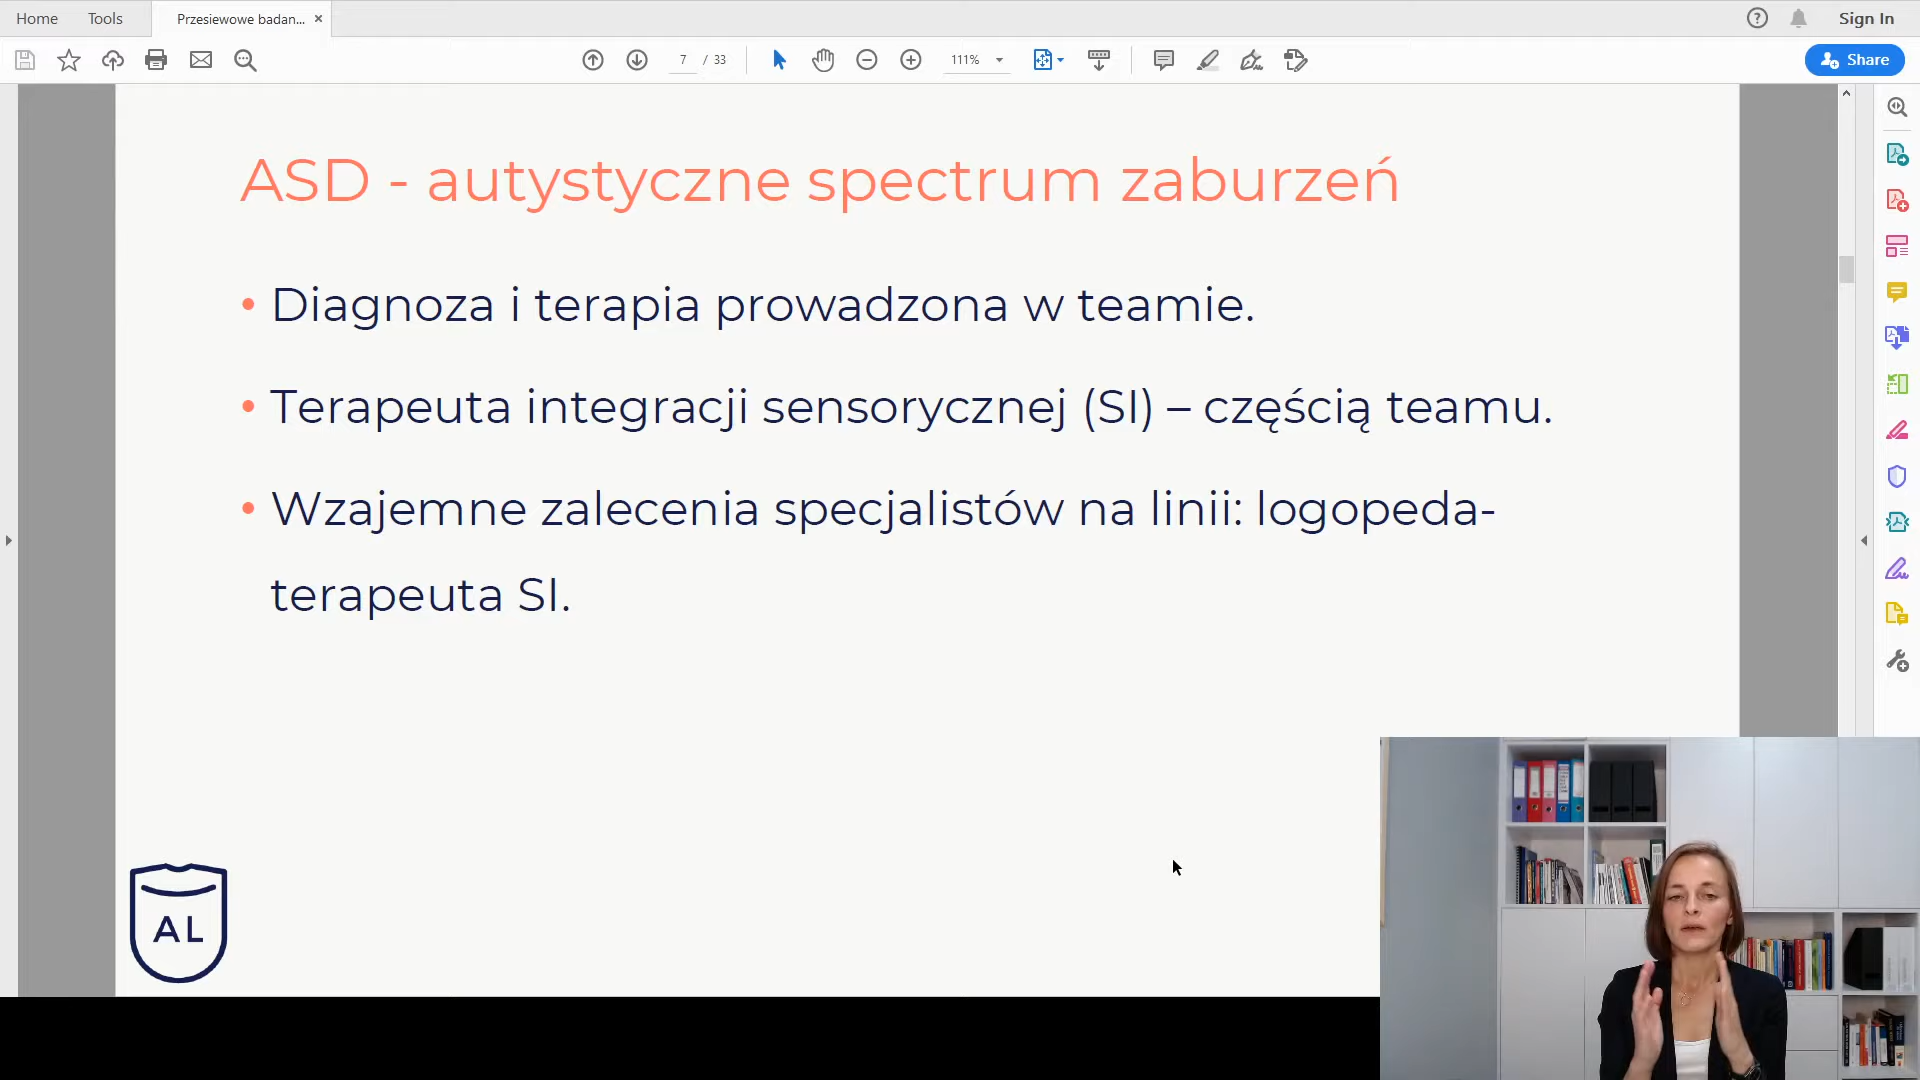 Home
Tools
Przesiewowe badan...
Sign In
7 / 33
111%
Share
ASD - autystyczne spectrum zaburzeń
• Diagnoza i terapia prowadzona w teamie.
• Terapeuta integracji sensorycznej (SI) – częścią teamu.
• Wzajemne zalecenia specjalistów na linii: logopeda-
terapeuta SI.
AL